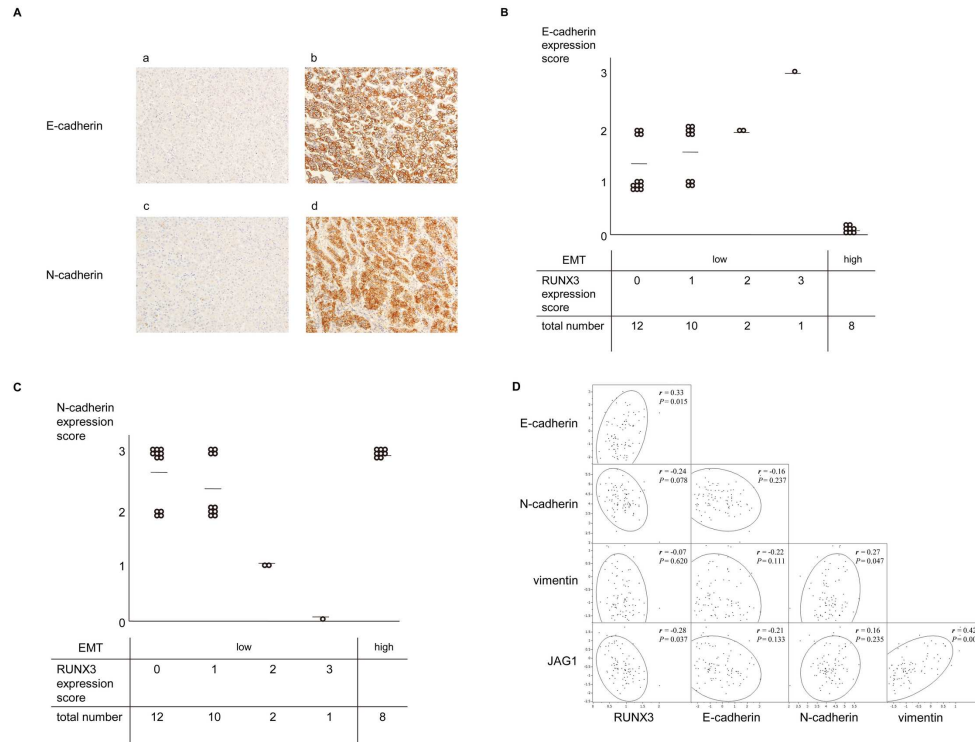 A
a
b
E-cadherin
c
d
N-cadherin
B
E-cadherin
expression
score
3
2
1
0
EMT low high
RUNX3
expression
score
0 1 2 3
total number 12 10 2 1 8
C
N-cadherin
expression
score
3
2
1
0
EMT low high
RUNX3
expression
score
0 1 2 3
total number 12 10 2 1 8
D
E-cadherin
r = 0.33
P = 0.015
N-cadherin
r = -0.24
P = 0.078
r = -0.16
P = 0.237
vimentin
r = -0.07
P = 0.620
r = -0.22
P = 0.111
r = 0.27
P = 0.047
JAG1
r = -0.28
P = 0.037
r = -0.21
P = 0.133
r = 0.16
P = 0.235
r = 0.42
P = 0.00
RUNX3 E-cadherin N-cadherin vimentin